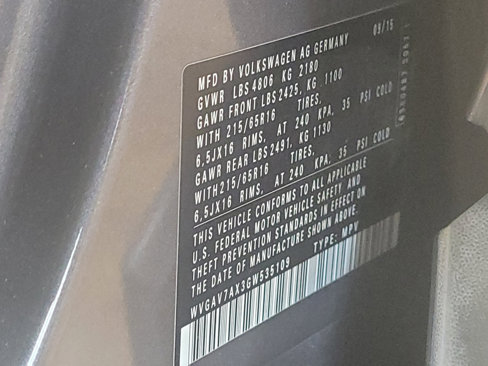 MFD BY VOLKSWAGEN AG GERMANY
GVWR LBS 4806 KG 2180
GAWR FRONT LBS 2425, KG 1100
WITH 215/65R16 TIRES,
6,5JX16 RIMS, AT 240 KPA, 35 PSI COLD
GAWR REAR LBS 2491, KG 1130
WITH 215/65R16 TIRES,
6,5JX16 RIMS, AT 240 KPA, 35 PSI COLD
THIS VEHICLE CONFORMS TO ALL APPLICABLE
U.S. FEDERAL MOTOR VEHICLE SAFETY AND
THEFT PREVENTION STANDARDS IN EFFECT ON
THE DATE OF MANUFACTURE SHOWN ABOVE.
WVGAV7AX3GW535109 TYPE: MPV